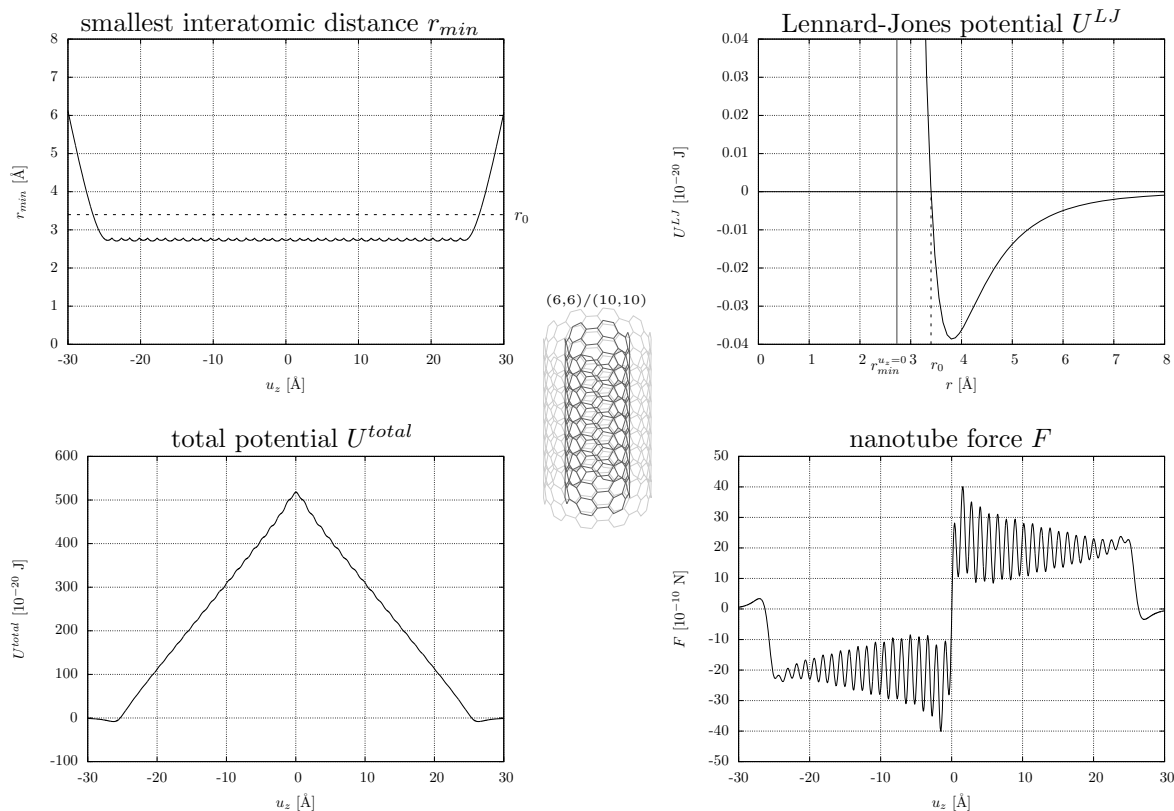 smallest interatomic distance r_min
8
7
6
5
4
3
2
1
0
r_min [Å]
r_0
-30 -20 -10 0 10 20 30
u_z [Å]
Lennard-Jones potential U^LJ
0.04
0.03
0.02
0.01
0
-0.01
-0.02
-0.03
-0.04
U^LJ [10^-20 J]
0 1 2 3 4 5 6 7 8
r_min^{u_z=0} r_0
r [Å]
(6,6)/(10,10)
total potential U^total
600
500
400
300
200
100
0
-100
U^total [10^-20 J]
-30 -20 -10 0 10 20 30
u_z [Å]
nanotube force F
50
40
30
20
10
0
-10
-20
-30
-40
-50
F [10^-10 N]
-30 -20 -10 0 10 20 30
u_z [Å]